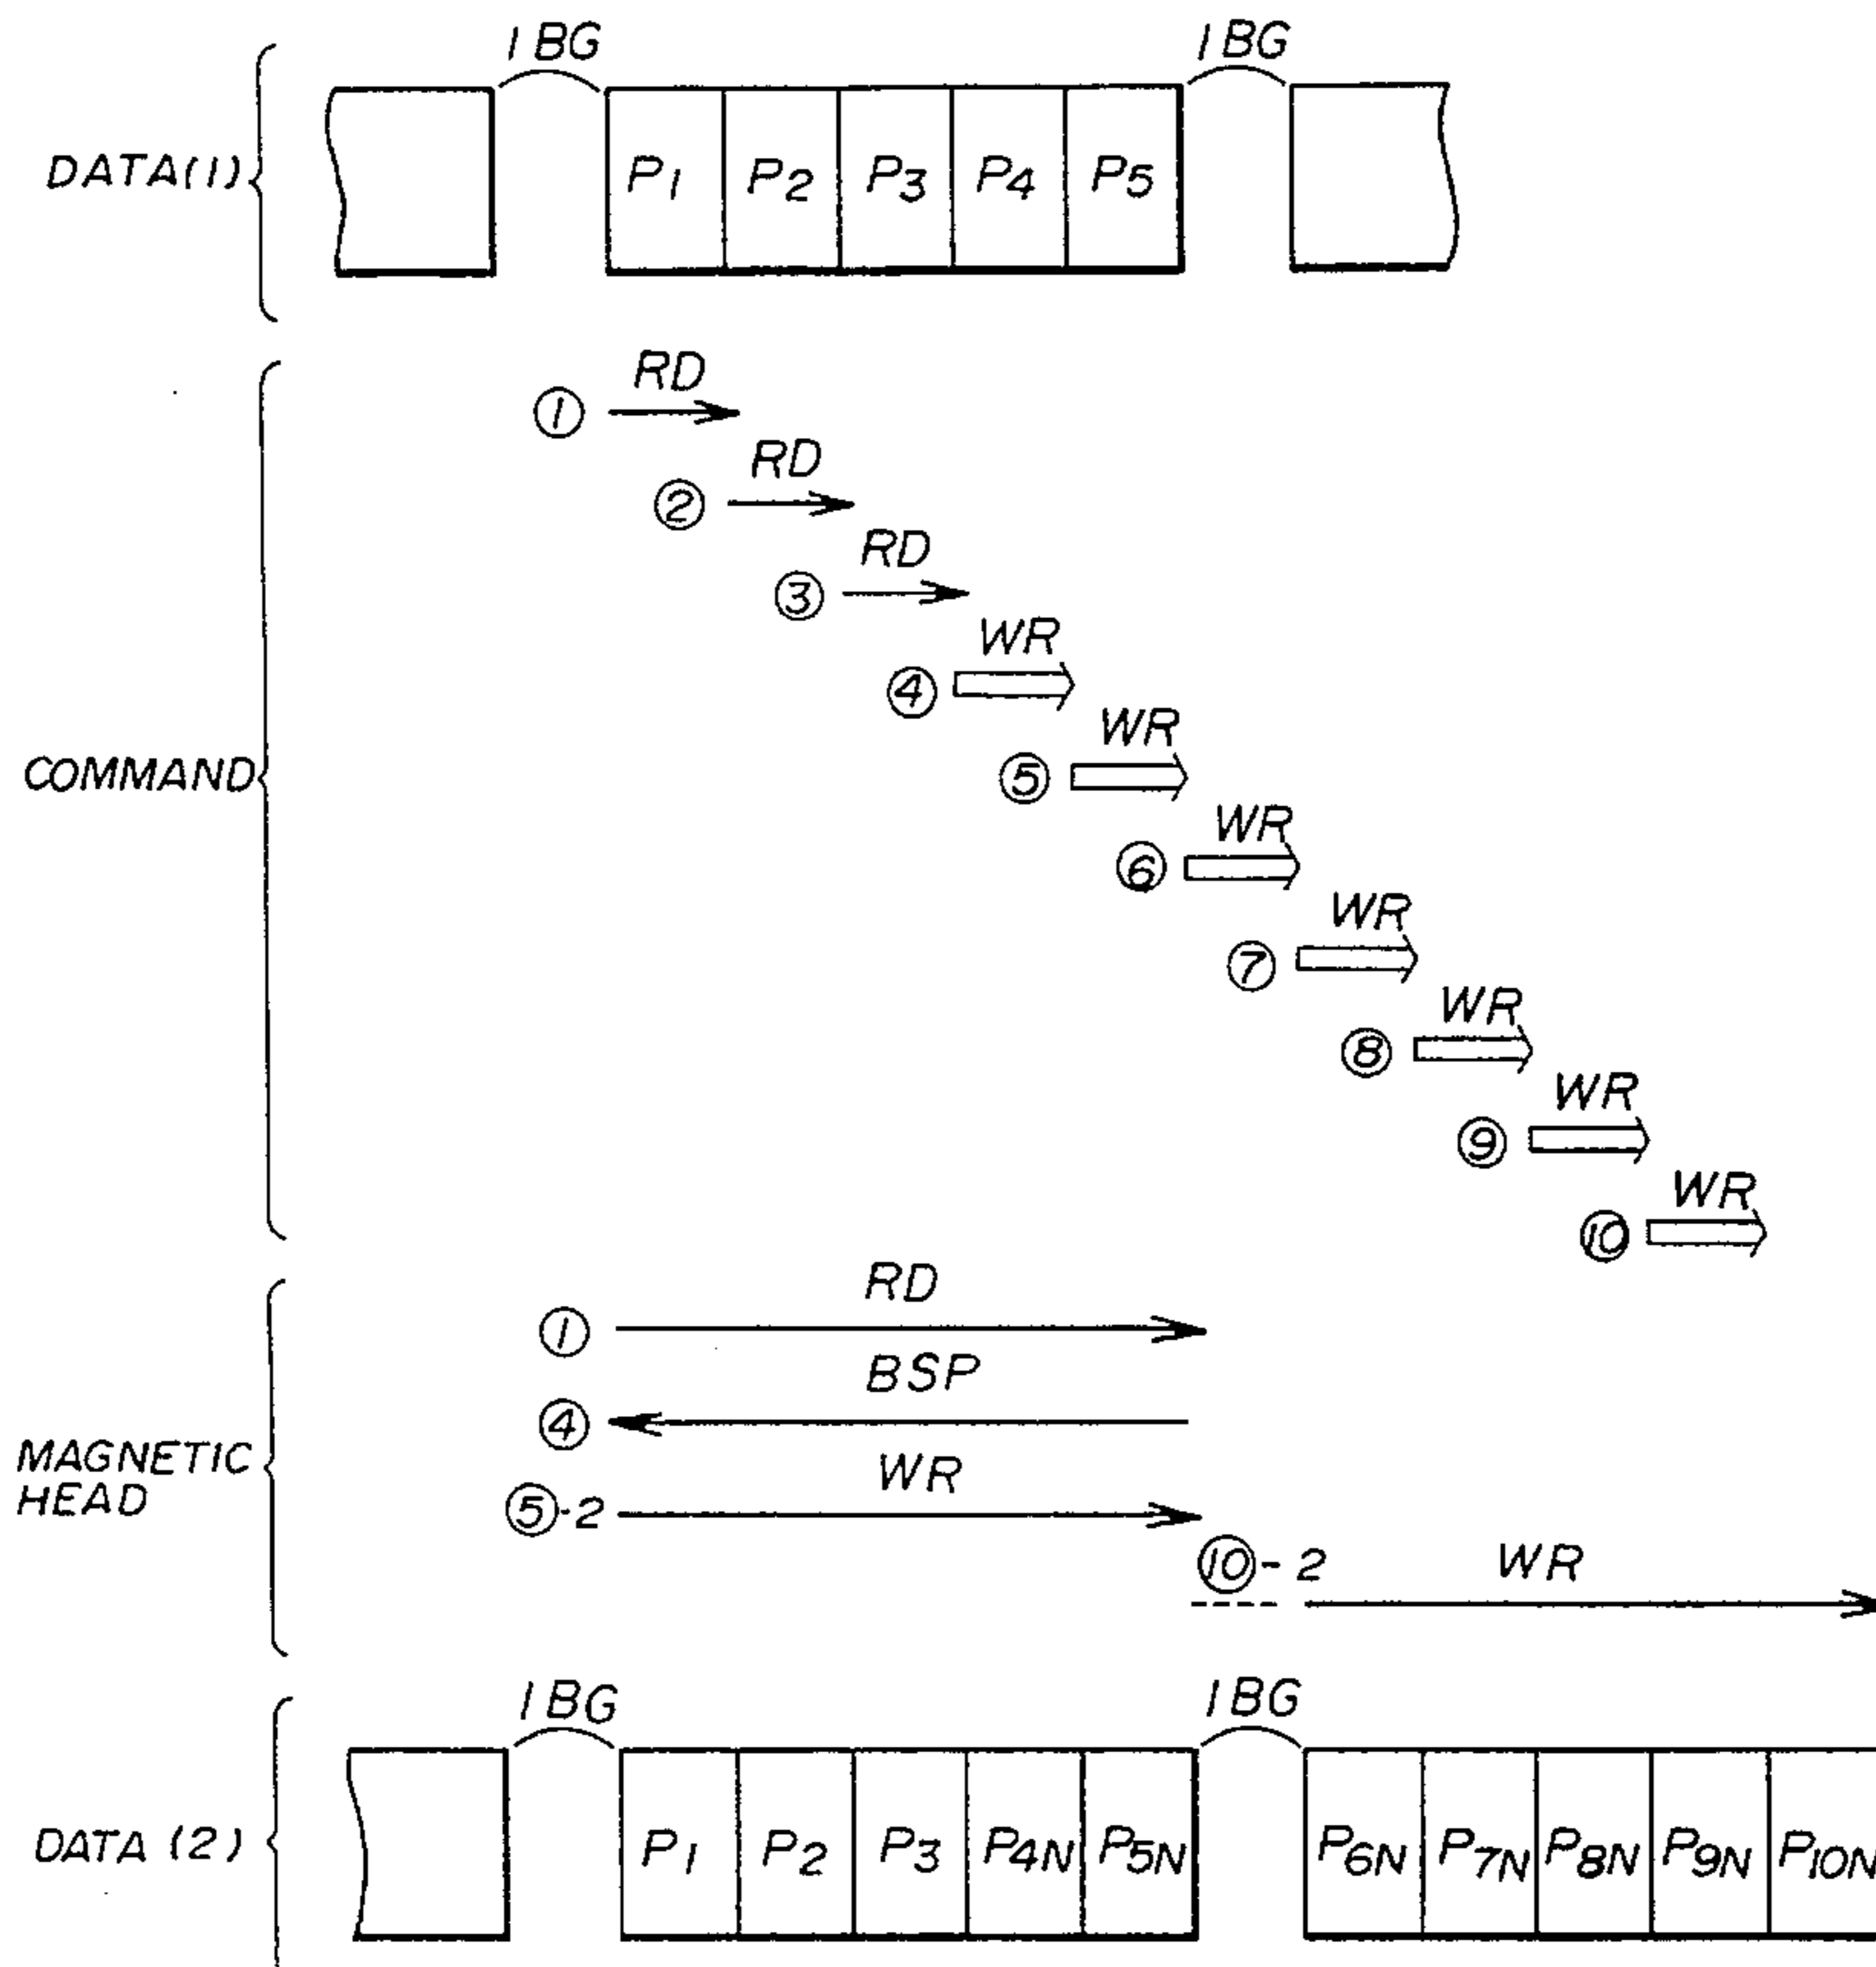 IBG IBG
DATA(1) P1 P2 P3 P4 P5
RD
①
RD
②
RD
③
WR
④
WR
COMMAND ⑤
WR
⑥
WR
⑦
WR
⑧
WR
⑨
WR
⑩
RD
①
BSP
④
MAGNETIC
HEAD
WR
⑤-2
⑩-2 WR
IBG IBG
DATA (2) P1 P2 P3 P4N P5N P6N P7N P8N P9N P10N